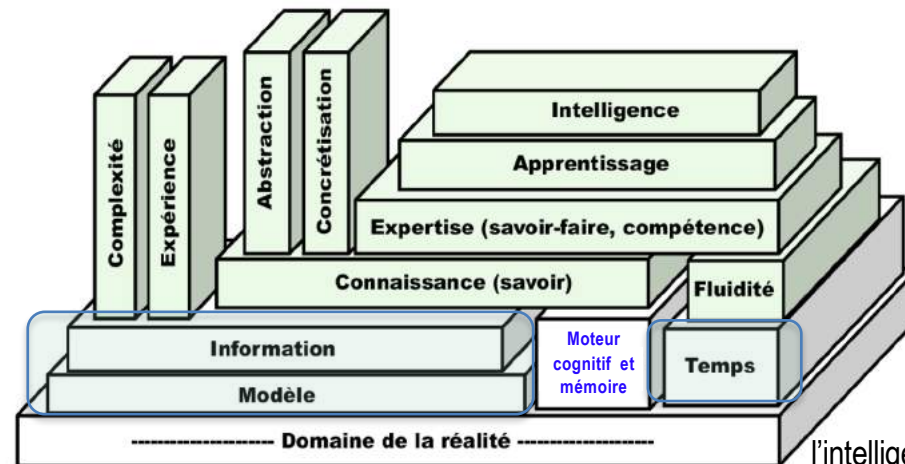 Complexité
Expérience
Abstraction
Concrétisation
Intelligence
Apprentissage
Expertise (savoir-faire, compétence)
Connaissance (savoir)
Fluidité
Information
Moteur
cognitif et
mémoire
Temps
Modèle
---------------------- Domaine de la réalité ---------------------
l'intellige